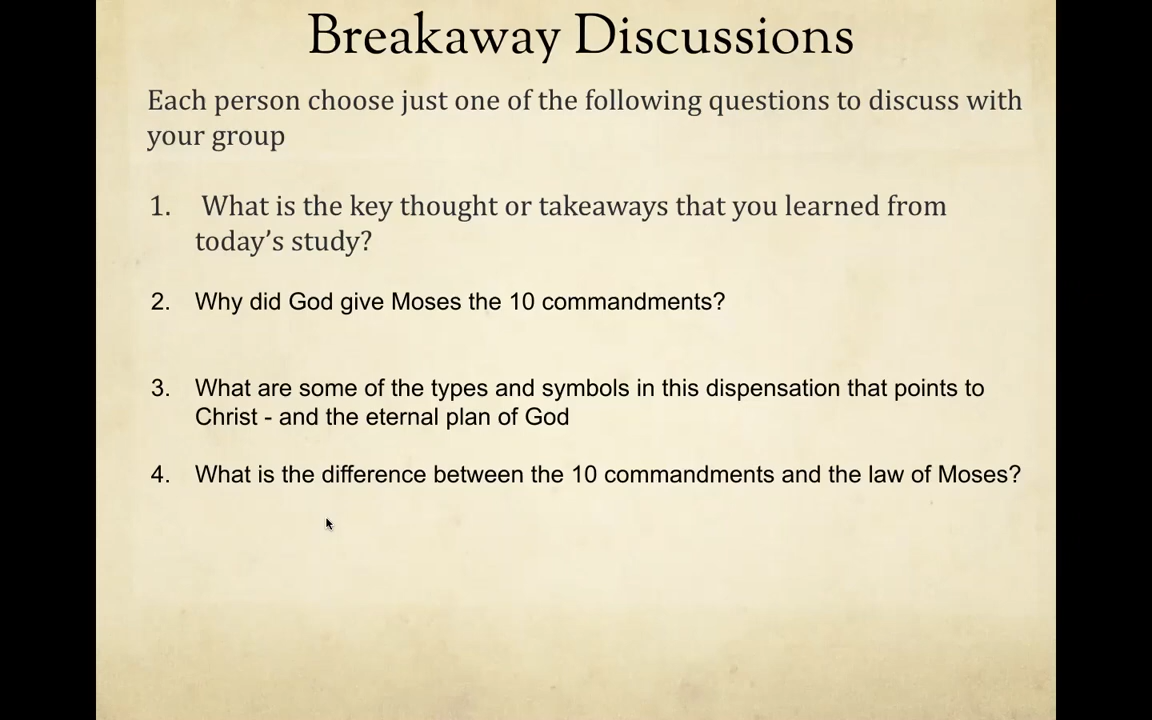 Breakaway Discussions
Each person choose just one of the following questions to discuss with
your group
1. What is the key thought or takeaways that you learned from
today’s study?
2. Why did God give Moses the 10 commandments?
3. What are some of the types and symbols in this dispensation that points to
Christ - and the eternal plan of God
4. What is the difference between the 10 commandments and the law of Moses?